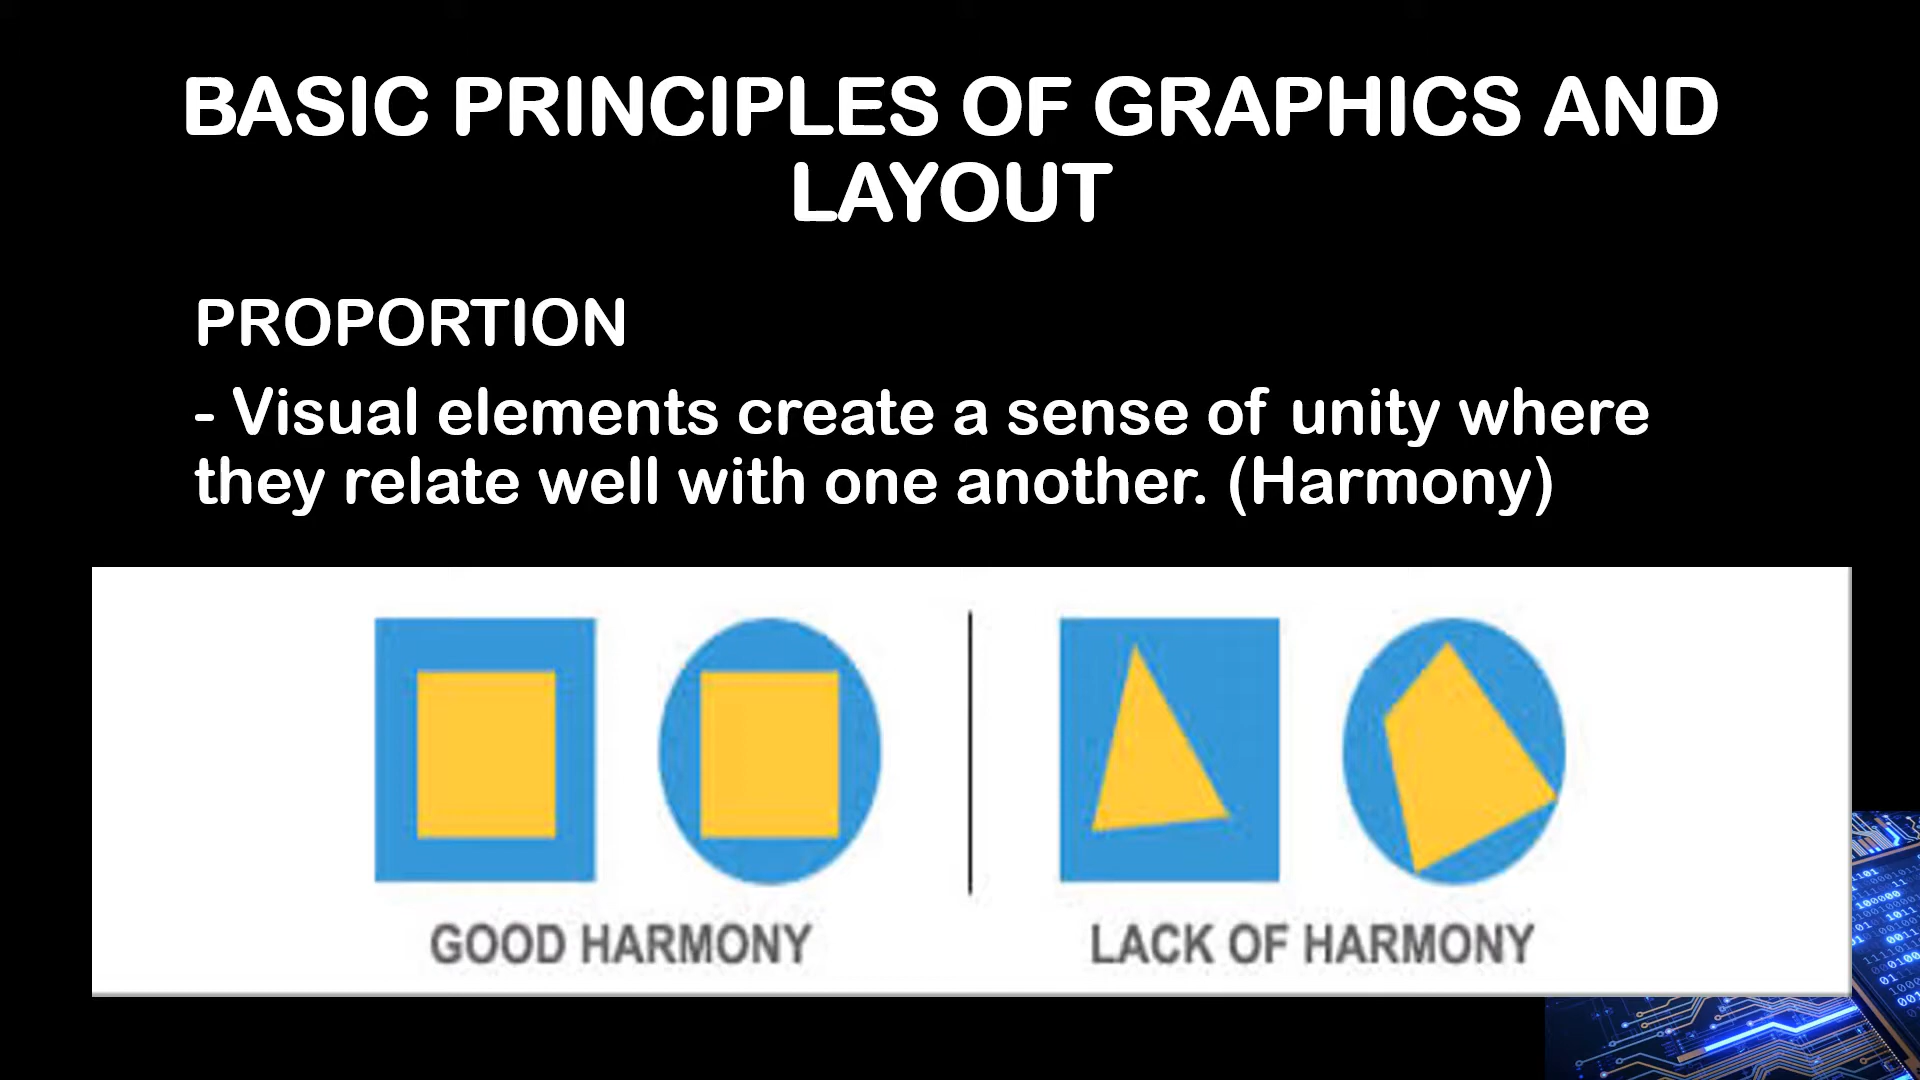 BASIC PRINCIPLES OF GRAPHICS AND
LAYOUT
PROPORTION
- Visual elements create a sense of unity where
they relate well with one another. (Harmony)
GOOD HARMONY
LACK OF HARMONY